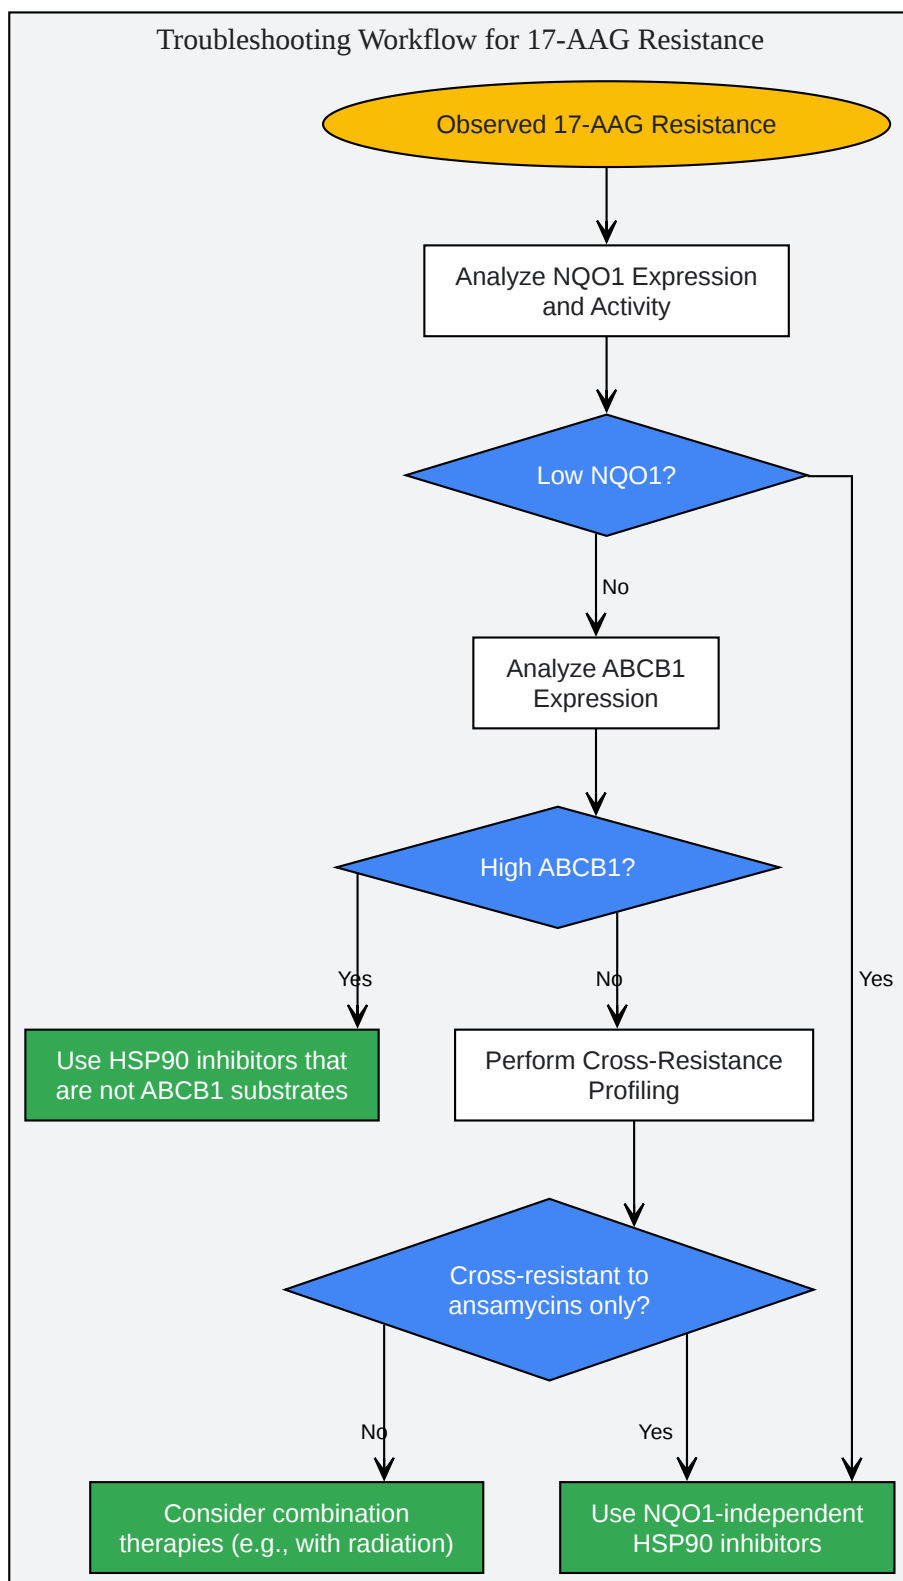 Troubleshooting Workflow for 17-AAG Resistance
Observed 17-AAG Resistance
Analyze NQO1 Expression
and Activity
Low NQO1?
No
Analyze ABCB1
Expression
High ABCB1?
Yes
No
Yes
Use HSP90 inhibitors that
are not ABCB1 substrates
Perform Cross-Resistance
Profiling
Cross-resistant to
ansamycins only?
No
Yes
Consider combination
therapies (e.g., with radiation)
Use NQO1-independent
HSP90 inhibitors